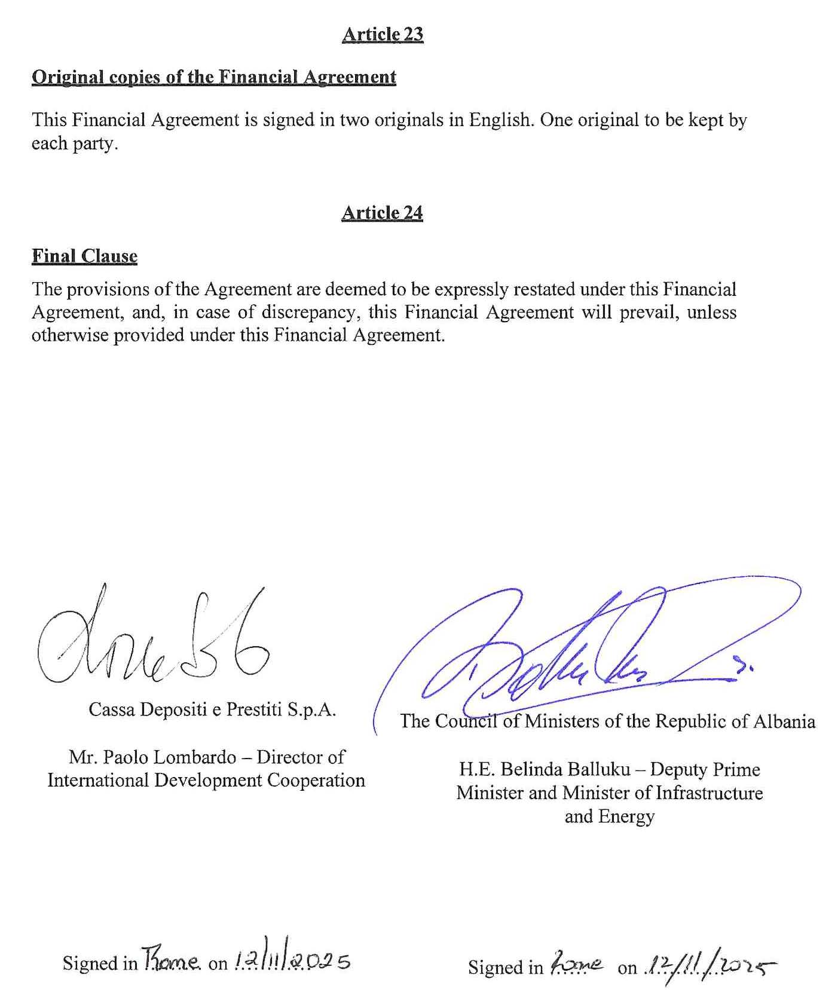 Article 23
Original copies of the Financial Agreement
This Financial Agreement is signed in two originals in English. One original to be kept by
each party.
Article 24
Final Clause
The provisions of the Agreement are deemed to be expressly restated under this Financial
Agreement, and, in case of discrepancy, this Financial Agreement will prevail, unless
otherwise provided under this Financial Agreement.
Cassa Depositi e Prestiti S.p.A.
Mr. Paolo Lombardo – Director of
International Development Cooperation
Signed in Rome on 12/11/2025
The Council of Ministers of the Republic of Albania
H.E. Belinda Balluku – Deputy Prime
Minister and Minister of Infrastructure
and Energy
Signed in Rome on 12/11/2025